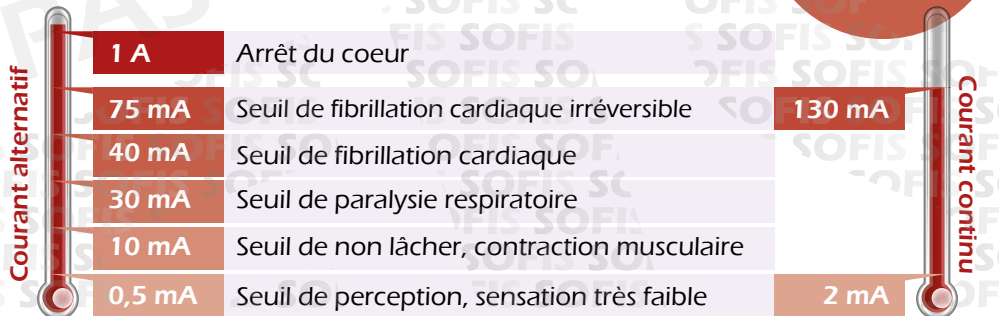 Courant alternatif
1 A Arrêt du coeur
75 mA Seuil de fibrillation cardiaque irréversible 130 mA
40 mA Seuil de fibrillation cardiaque
30 mA Seuil de paralysie respiratoire
10 mA Seuil de non lâcher, contraction musculaire
0,5 mA Seuil de perception, sensation très faible 2 mA
Courant continu